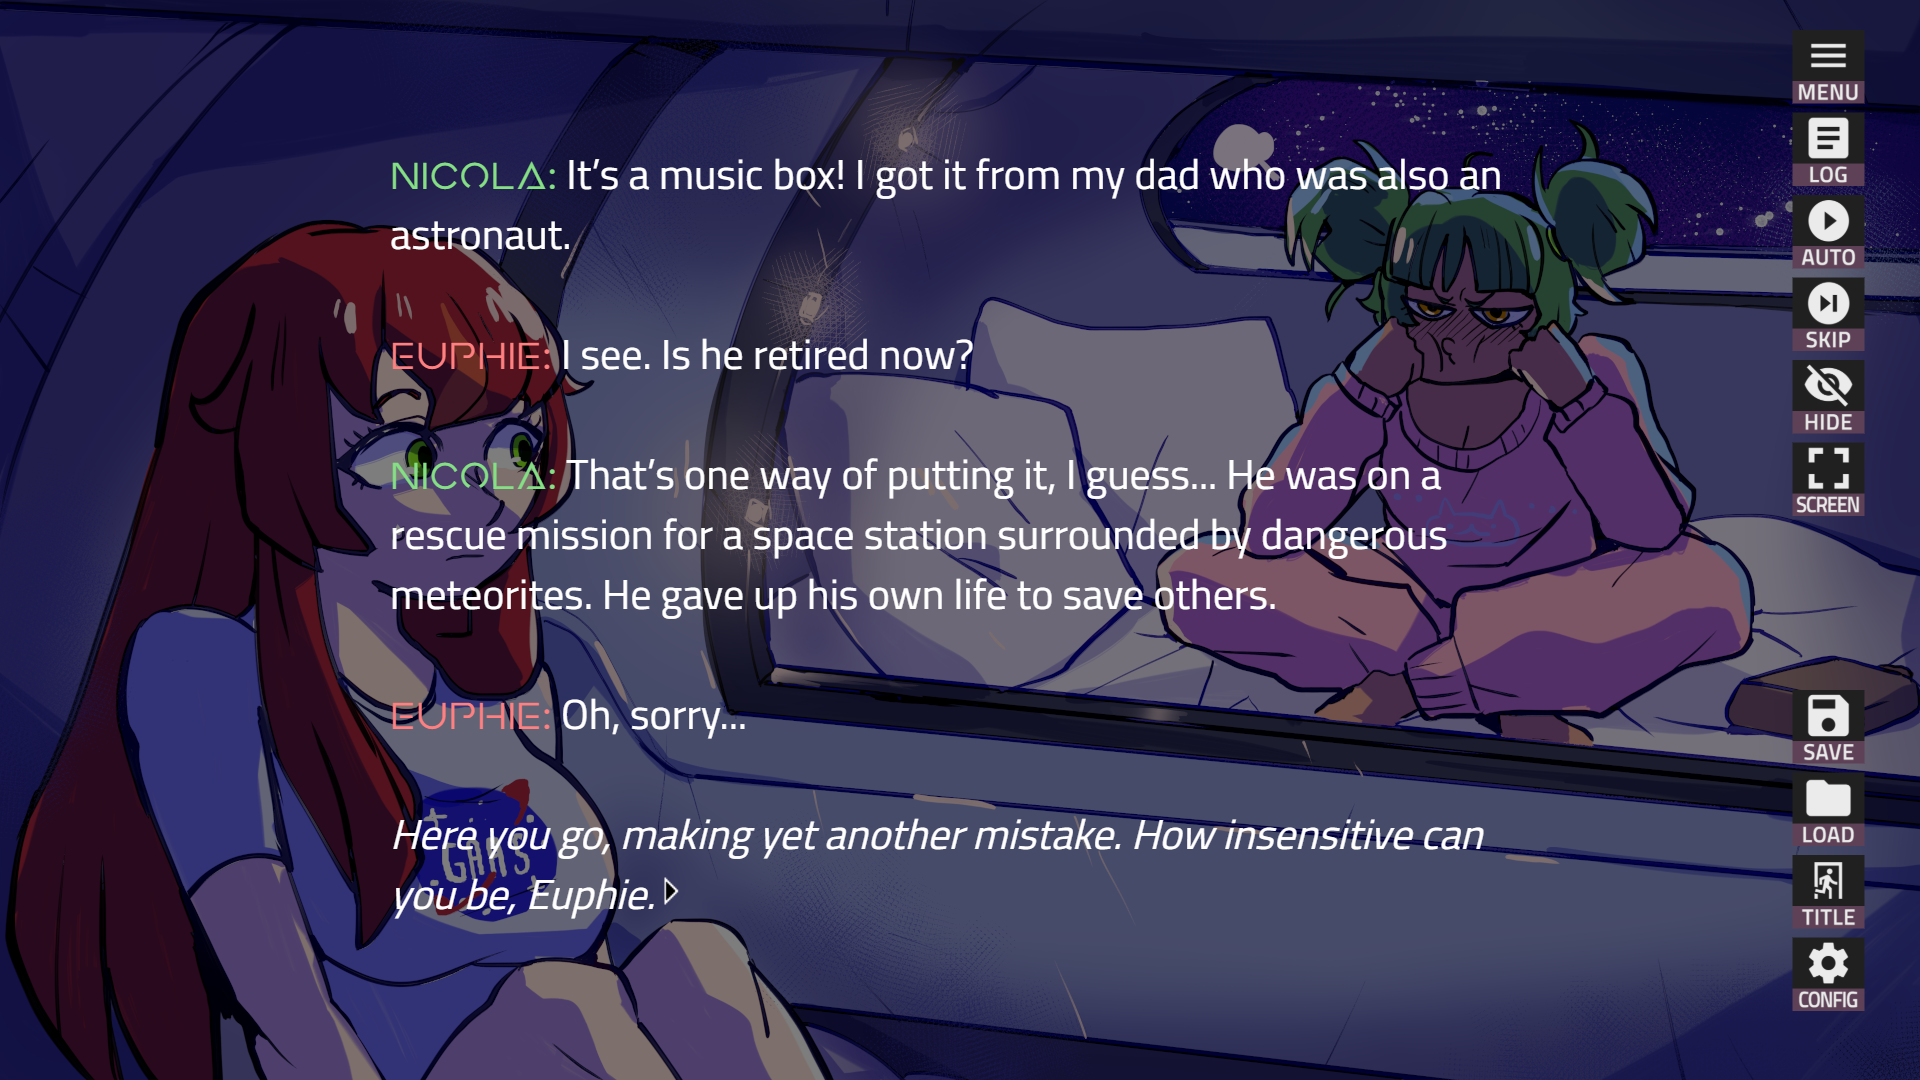 NICOLA: It's a music box! I got it from my dad who was also an
astronaut.
EUPHIE: I see. Is he retired now?
NICOLA: That's one way of putting it, I guess... He was on a
rescue mission for a space station surrounded by dangerous
meteorites. He gave up his own life to save others.
EUPHIE: Oh, sorry...
Here you go, making yet another mistake. How insensitive can
you be, Euphie.
MENU
LOG
AUTO
SKIP
HIDE
SCREEN
SAVE
LOAD
TITLE
CONFIG